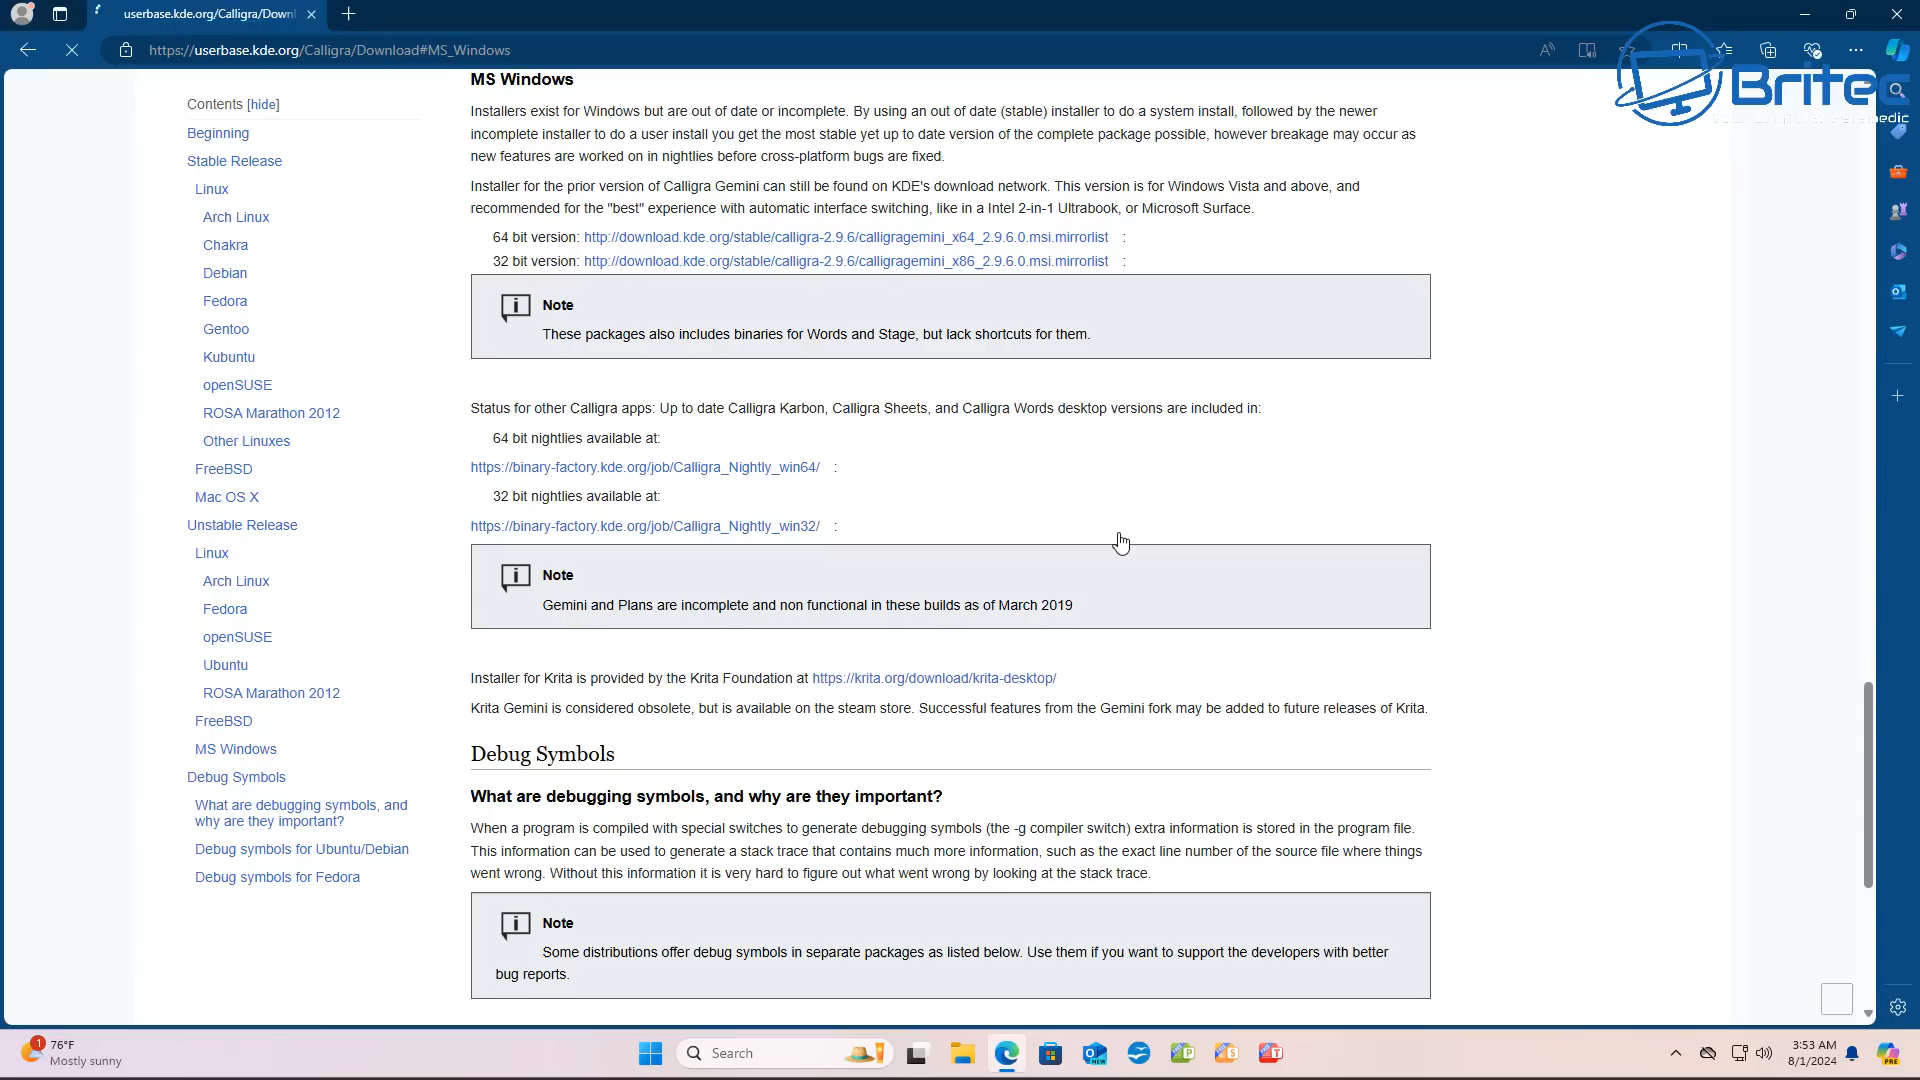 userbase.kde.org/Calligra/Downl
https://userbase.kde.org/Calligra/Download#MS_Windows
Britec
Contents [hide]
Beginning
Stable Release
Linux
Arch Linux
Chakra
Debian
Fedora
Gentoo
Kubuntu
openSUSE
ROSA Marathon 2012
Other Linuxes
FreeBSD
Mac OS X
Unstable Release
Linux
Arch Linux
Fedora
openSUSE
Ubuntu
ROSA Marathon 2012
FreeBSD
MS Windows
Debug Symbols
What are debugging symbols, and
why are they important?
Debug symbols for Ubuntu/Debian
Debug symbols for Fedora
MS Windows
Installers exist for Windows but are out of date or incomplete. By using an out of date (stable) installer to do a system install, followed by the newer
incomplete installer to do a user install you get the most stable yet up to date version of the complete package possible, however breakage may occur as
new features are worked on in nightlies before cross-platform bugs are fixed.
Installer for the prior version of Calligra Gemini can still be found on KDE's download network. This version is for Windows Vista and above, and
recommended for the "best" experience with automatic interface switching, like in a Intel 2-in-1 Ultrabook, or Microsoft Surface.
64 bit version: http://download.kde.org/stable/calligra-2.9.6/calligragemini_x64_2.9.6.0.msi.mirrorlist :
32 bit version: http://download.kde.org/stable/calligra-2.9.6/calligragemini_x86_2.9.6.0.msi.mirrorlist :
Note
These packages also includes binaries for Words and Stage, but lack shortcuts for them.
Status for other Calligra apps: Up to date Calligra Karbon, Calligra Sheets, and Calligra Words desktop versions are included in:
64 bit nightlies available at:
https://binary-factory.kde.org/job/Calligra_Nightly_win64/ :
32 bit nightlies available at:
https://binary-factory.kde.org/job/Calligra_Nightly_win32/ :
Note
Gemini and Plans are incomplete and non functional in these builds as of March 2019
Installer for Krita is provided by the Krita Foundation at https://krita.org/download/krita-desktop/
Krita Gemini is considered obsolete, but is available on the steam store. Successful features from the Gemini fork may be added to future releases of Krita.
Debug Symbols
What are debugging symbols, and why are they important?
When a program is compiled with special switches to generate debugging symbols (the -g compiler switch) extra information is stored in the program file.
This information can be used to generate a stack trace that contains much more information, such as the exact line number of the source file where things
went wrong. Without this information it is very hard to figure out what went wrong by looking at the stack trace.
Note
Some distributions offer debug symbols in separate packages as listed below. Use them if you want to support the developers with better
bug reports.
1
76°F
Mostly sunny
Search
3:53 AM
8/1/2024